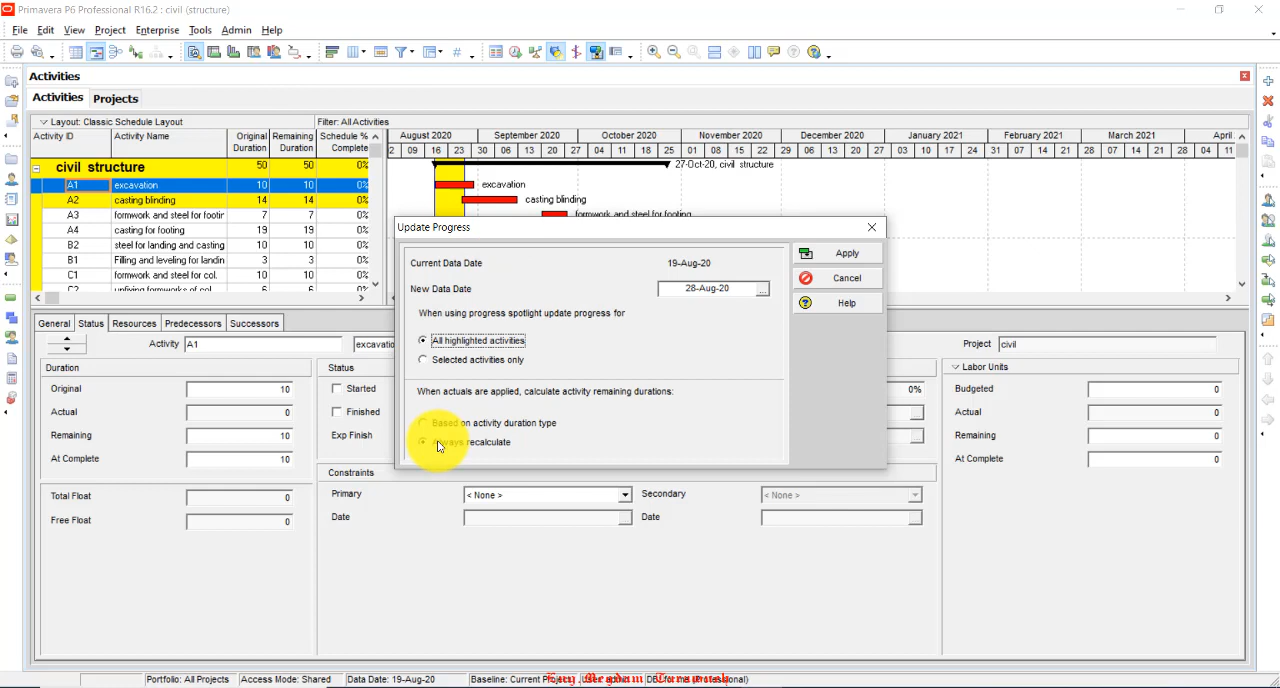 Primavera P6 Professional R16.2 : civil (structure)
File Edit View Project Enterprise Tools Admin Help
Activities
Activities Projects
Layout: Classic Schedule Layout Filter: All Activities
Activity ID Activity Name Original Duration Remaining Duration Schedule % Complete
August 2020 September 2020 October 2020 November 2020 December 2020 January 2021 February 2021 March 2021 April
2 09 16 23 30 06 13 20 27 04 11 18 25 01 08 15 22 29 06 13 20 27 03 10 17 24 31 07 14 21 28 07 14 21 28 04 11
civil structure 50 50 0% 27-Oct-20, civil structure
A1 excavation 10 10 0% excavation
A2 casting blinding 14 14 0% casting blinding
A3 formwork and steel for footir 7 7 0% formwork and steel for footing
A4 casting for footing 19 19 0%
B2 steel for landing and casting 10 10 0%
B1 Filling and leveling for landin 6 6 0%
C1 formwork and steel for col. 10 10 0%
C2 unfixing formworks of col 6 6 0%
Update Progress
Current Data Date 19-Aug-20
New Data Date 28-Aug-20 ...
When using progress spotlight update progress for
All highlighted activities
Selected activities only
When actuals are applied, calculate activity remaining durations:
Based on activity duration type
Always recalculate
Apply
Cancel
Help
General Status Resources Predecessors Successors
Activity A1 excavatio Project civil
Duration
Original 10
Actual 0
Remaining 10
At Complete 10
Total Float 0
Free Float 0
Status
Started 0%
Finished
Exp Finish
Constraints
Primary < None > Secondary < None >
Date Date
Labor Units
Budgeted 0
Actual 0
Remaining 0
At Complete 0
Portfolio: All Projects Access Mode: Shared Data Date: 19-Aug-20 Baseline: Current Project